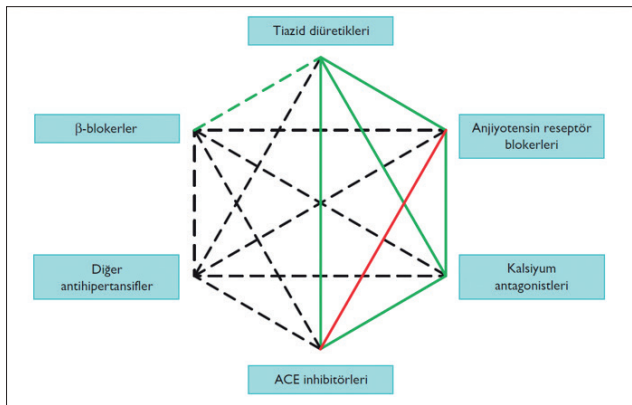 Tiazid diüretikleri
β-blokerler
Anjiyotensin reseptör
blokerleri
Diğer
antihipertansifler
Kalsiyum
antagonistleri
ACE inhibitörleri